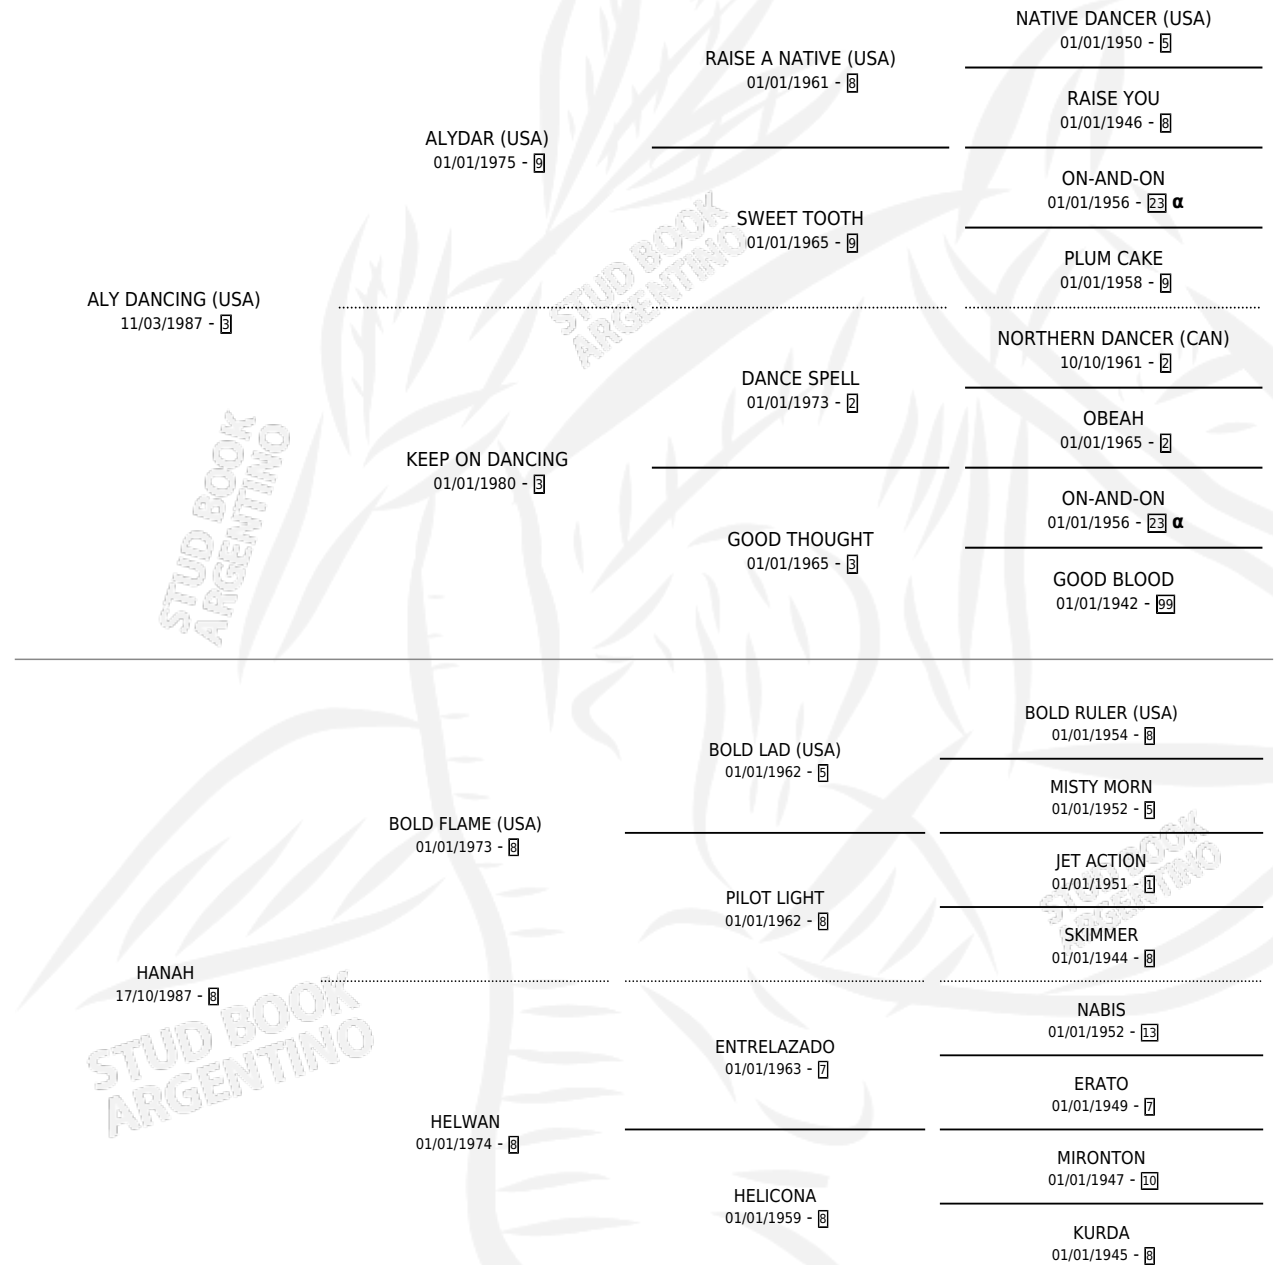 NATIVE DANCER (USA)
01/01/1950 - 5
RAISE A NATIVE (USA)
01/01/1961 - 8
RAISE YOU
01/01/1946 - 8
ALYDAR (USA)
01/01/1975 - 9
ON-AND-ON
01/01/1956 - 23 α
SWEET TOOTH
01/01/1965 - 9
PLUM CAKE
01/01/1958 - 9
ALY DANCING (USA)
11/03/1987 - 3
NORTHERN DANCER (CAN)
10/10/1961 - 2
DANCE SPELL
01/01/1973 - 2
OBEAH
01/01/1965 - 2
KEEP ON DANCING
01/01/1980 - 3
ON-AND-ON
01/01/1956 - 23 α
GOOD THOUGHT
01/01/1965 - 3
GOOD BLOOD
01/01/1942 - 99
BOLD RULER (USA)
01/01/1954 - 8
BOLD LAD (USA)
01/01/1962 - 5
MISTY MORN
01/01/1952 - 5
BOLD FLAME (USA)
01/01/1973 - 8
JET ACTION
01/01/1951 - 1
PILOT LIGHT
01/01/1962 - 8
SKIMMER
01/01/1944 - 8
HANAH
17/10/1987 - 8
NABIS
01/01/1952 - 13
ENTRELAZADO
01/01/1963 - 7
ERATO
01/01/1949 - 7
HELWAN
01/01/1974 - 8
MIRONTON
01/01/1947 - 10
HELICONA
01/01/1959 - 8
KURDA
01/01/1945 - 8
STUD BOOK
ARGENTINO
STUD BOOK
ARGENTINO
STUD BOOK
ARGENTINO
STUD BOOK
ARGENTINO